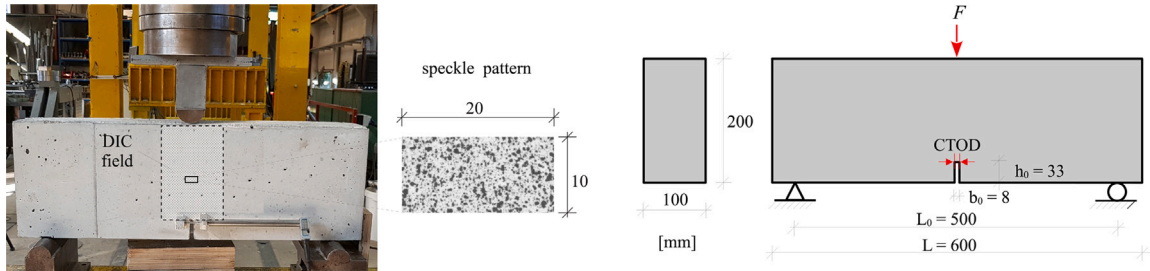 DIC
field
speckle pattern
20
10
200
100
[mm]
F
CTOD
h₀ = 33
b₀ = 8
L₀ = 500
L = 600